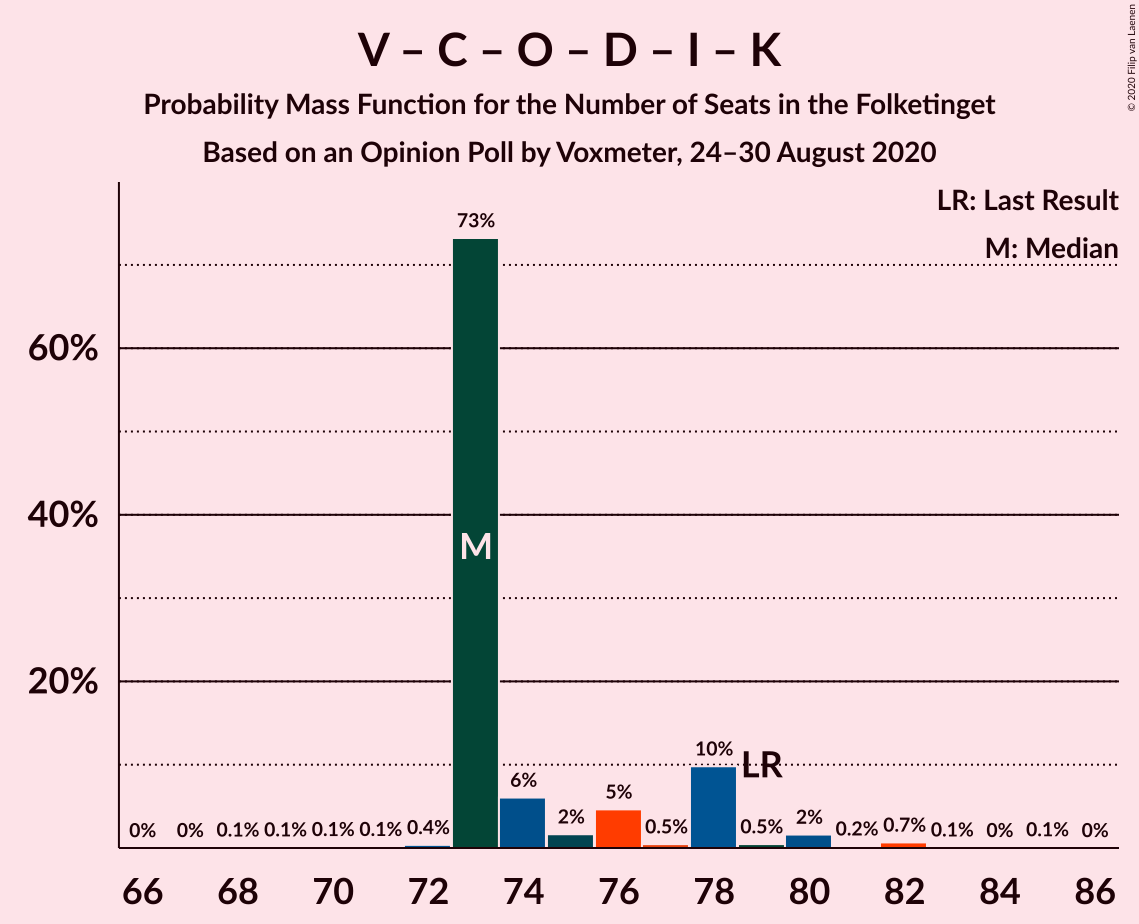 V – C – O – D – I – K
Probability Mass Function for the Number of Seats in the Folketinget
Based on an Opinion Poll by Voxmeter, 24–30 August 2020
© 2020 Filip van Laenen
LR: Last Result
M: Median
60%
40%
20%
0% 0% 0.1% 0.1% 0.1% 0.1% 0.4% 73% 6% 2% 5% 0.5% 10% 0.5% 2% 0.2% 0.7% 0.1% 0% 0.1% 0%
M
LR
66 68 70 72 74 76 78 80 82 84 86